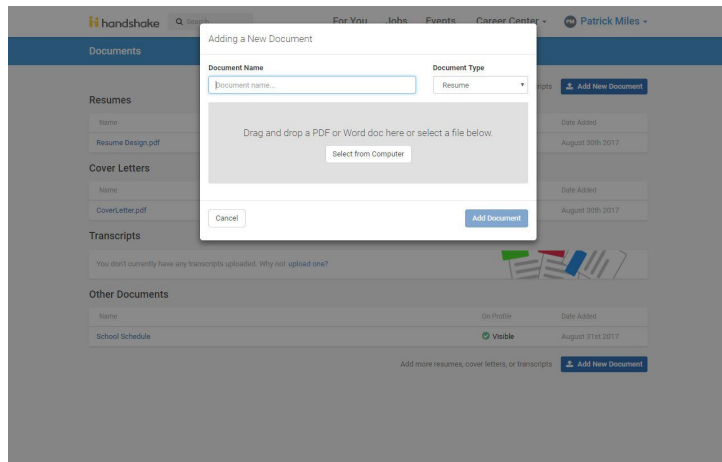 handshake Search For You Jobs Events Career Center PM Patrick Miles
Adding a New Document
Documents
Document Name Document Type
Document name... Resume
Add New Document
Resumes
Name Date Added
Resume Design.pdf August 30th 2017
Drag and drop a PDF or Word doc here or select a file below.
Select from Computer
Cover Letters
Name Date Added
CoverLetter.pdf August 30th 2017
Cancel Add Document
Transcripts
You don't currently have any transcripts uploaded. Why not upload one?
Other Documents
Name On Profile Date Added
School Schedule Visible August 31st 2017
Add more resumes, cover letters, or transcripts Add New Document